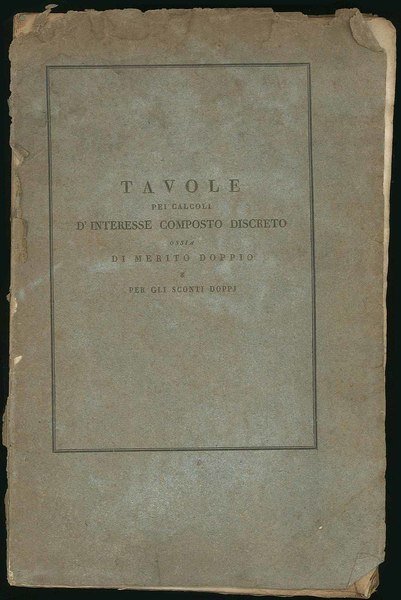 TAVOLE
PEI CALCOLI
D'INTERESSE COMPOSTO DISCRETO
OSSIA
DI MERITO DOPPIO
E
PER GLI SCONTI DOPPJ